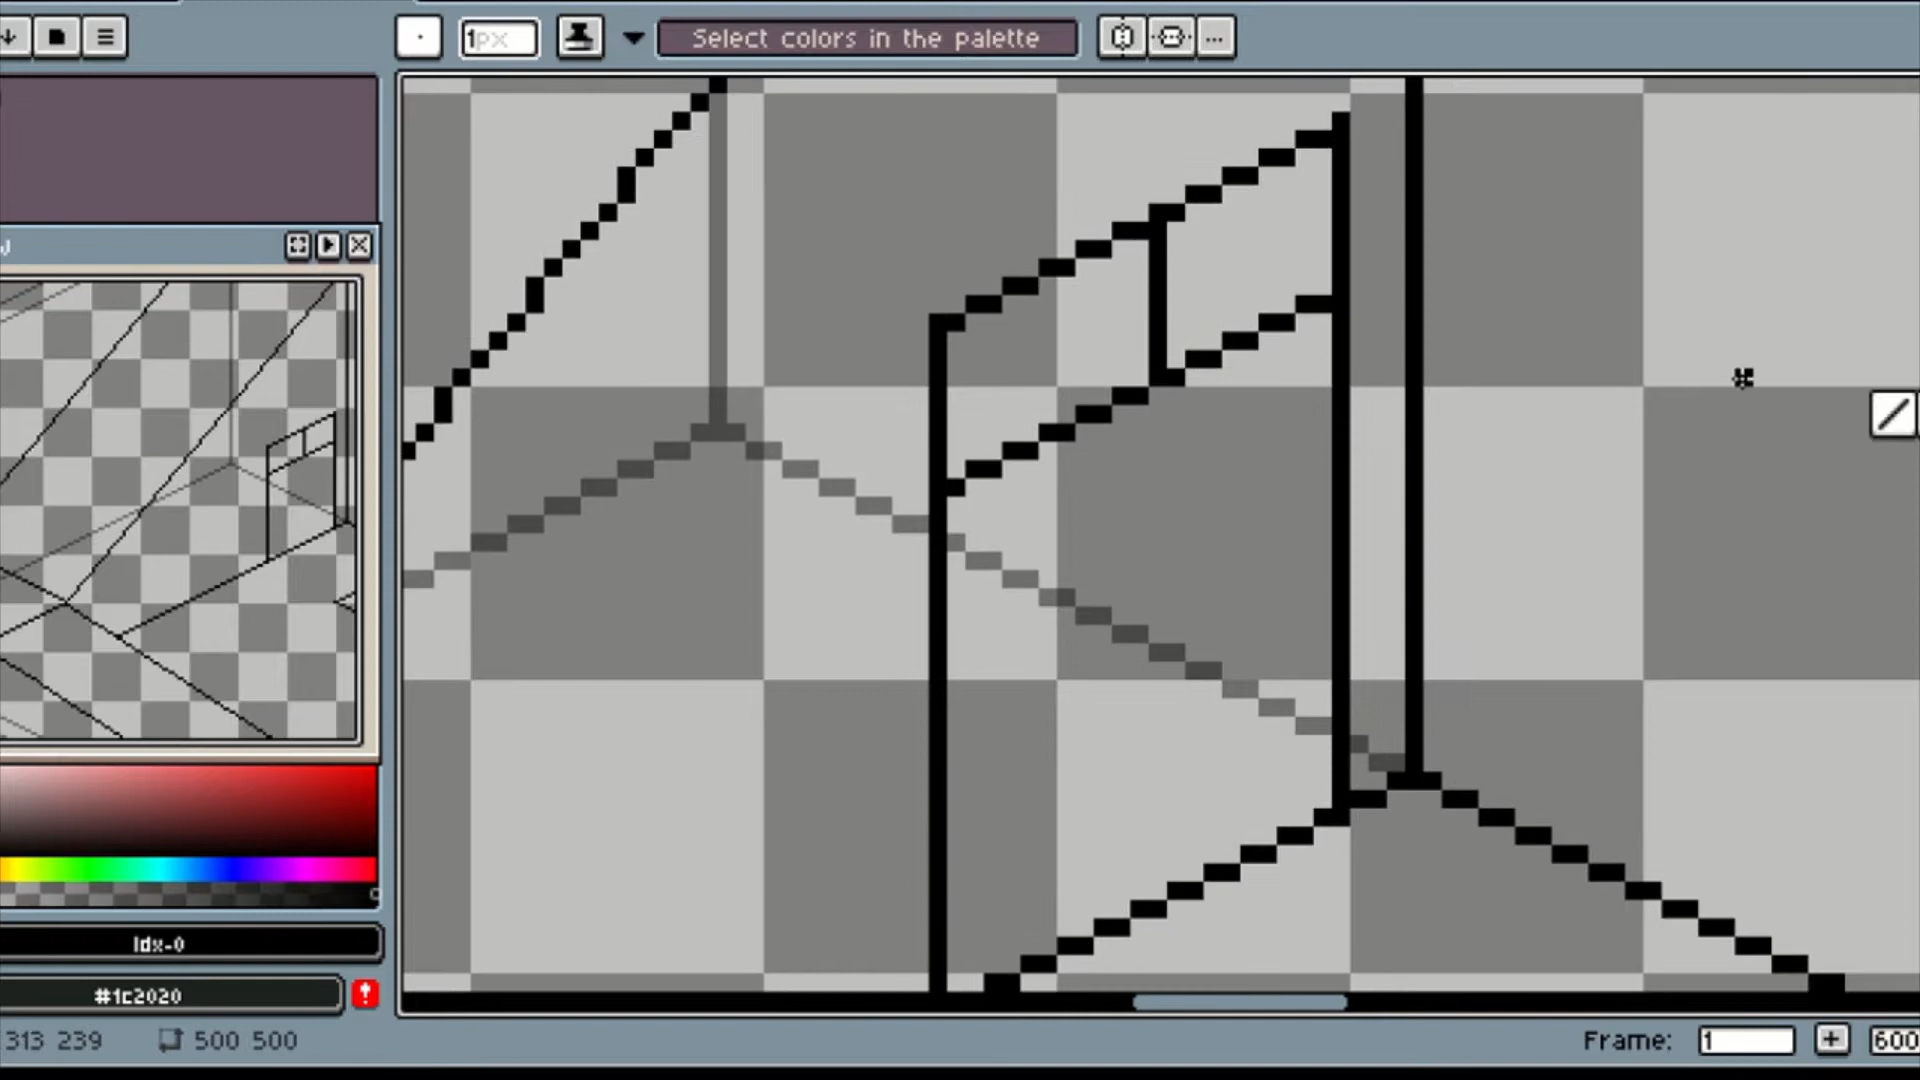 1px
Select colors in the palette
...
Idx-0
#1c2020
!
313 239
500 500
Frame:
1
+
600